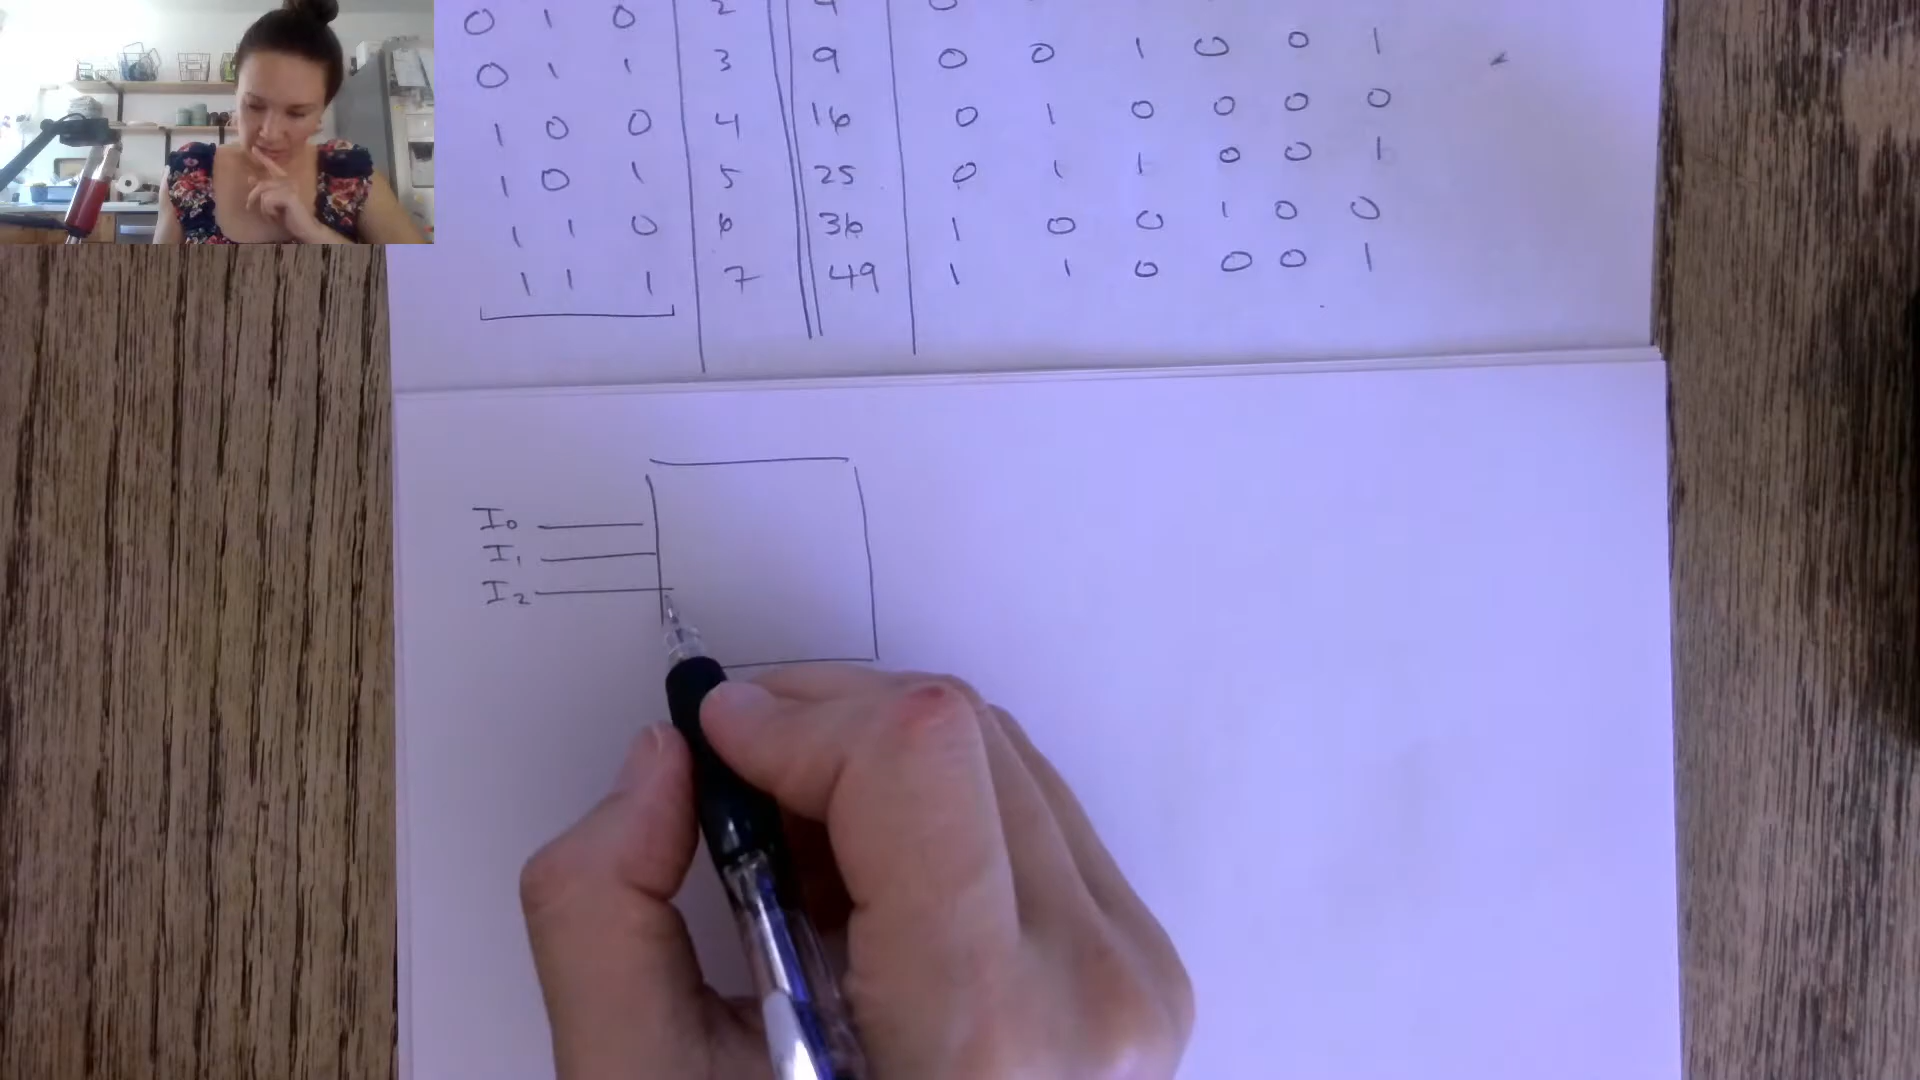 0 1 0 2 4 0
0 1 1 3 9 0 0 1 0 0 1
1 0 0 4 16 0 1 0 0 0 0
1 0 1 5 25 0 1 1 0 0 1
1 1 0 6 36 1 0 0 1 0 0
1 1 1 7 49 1 1 0 0 0 1
I0
I1
I2